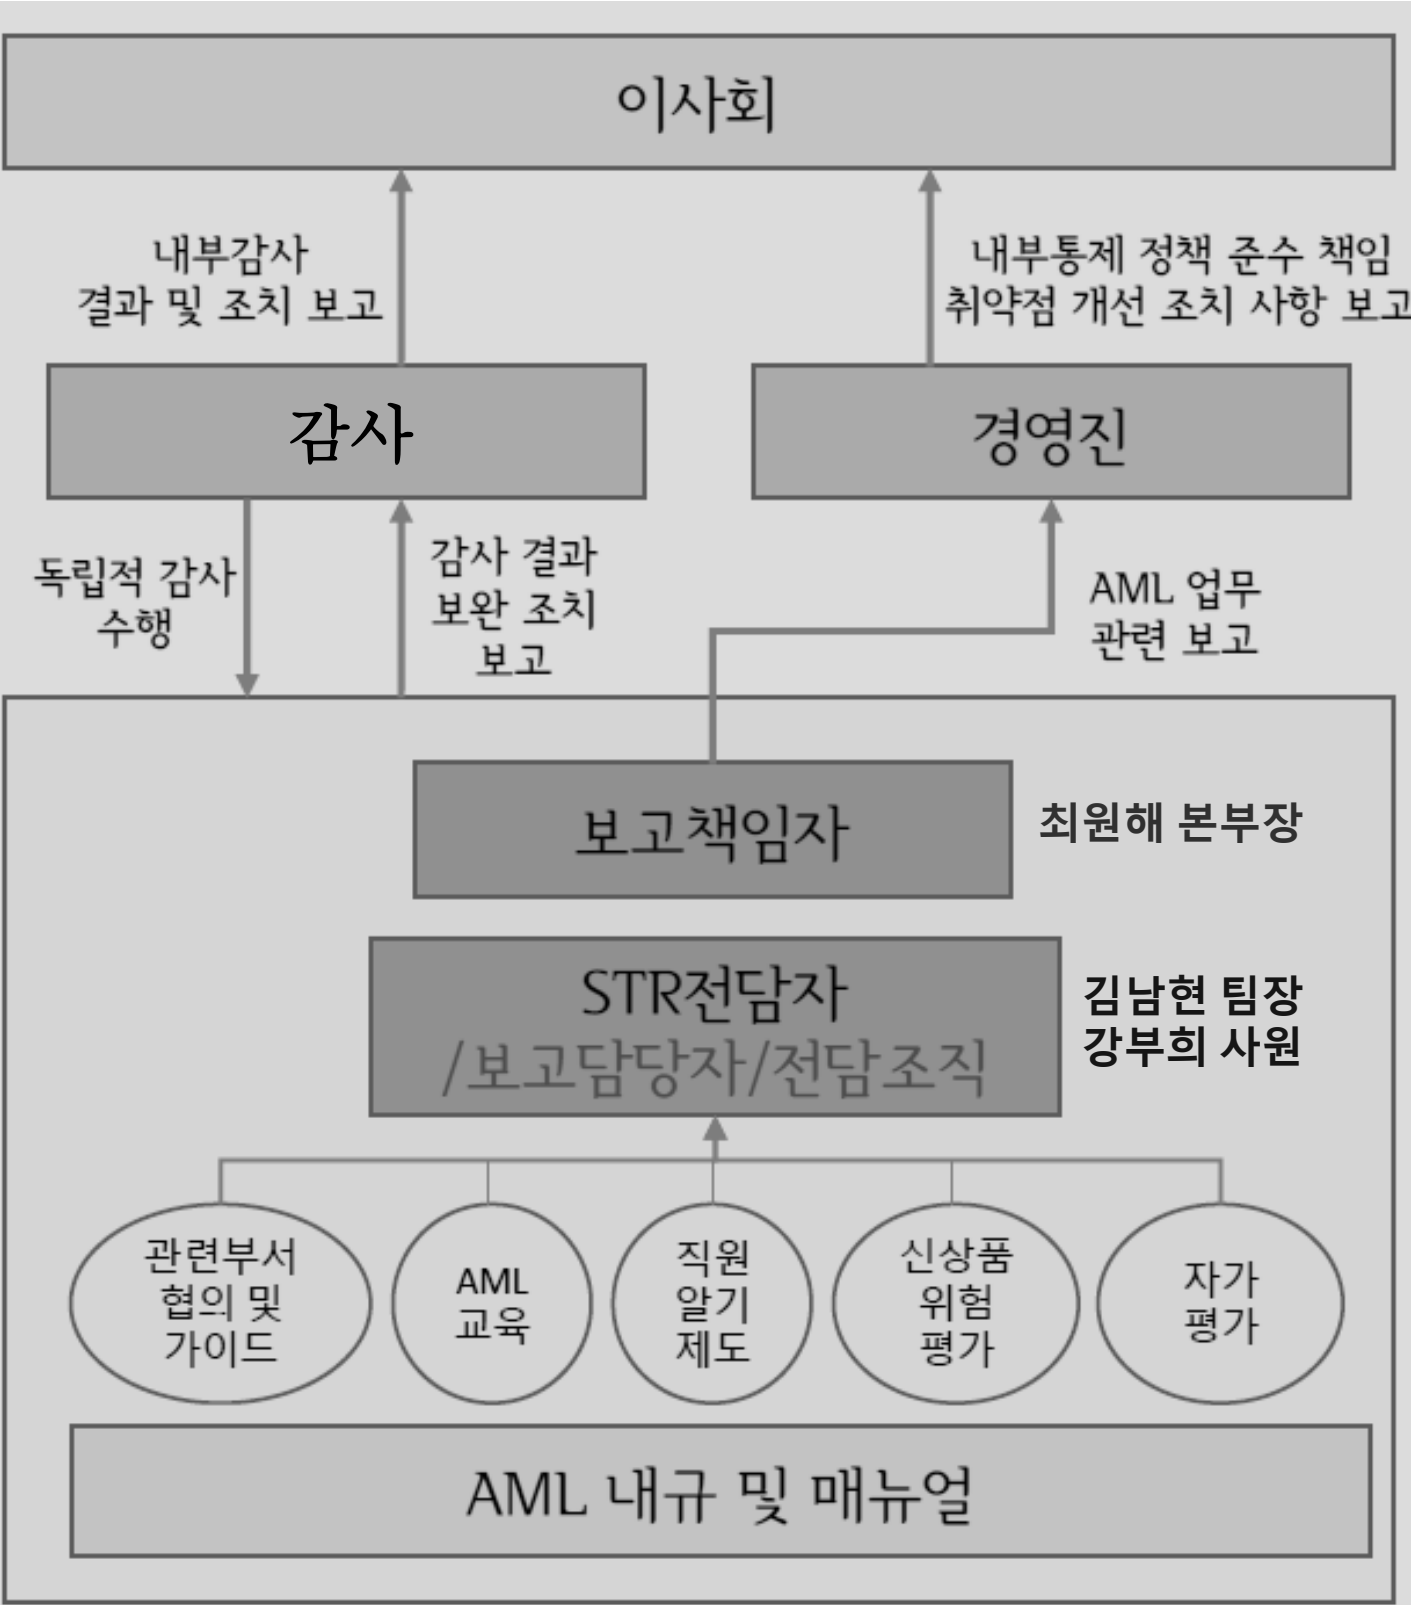 이사회
내부감사
결과 및 조치 보고
내부통제 정책 준수 책임
취약점 개선 조치 사항 보고
감사
경영진
독립적 감사
수행
감사 결과
보완 조치
보고
AML 업무
관련 보고
보고책임자
최원해 본부장
STR전담자
/보고담당자/전담조직
김남현 팀장
강부희 사원
관련부서
협의 및
가이드
AML
교육
직원
알기
제도
신상품
위험
평가
자가
평가
AML 내규 및 매뉴얼